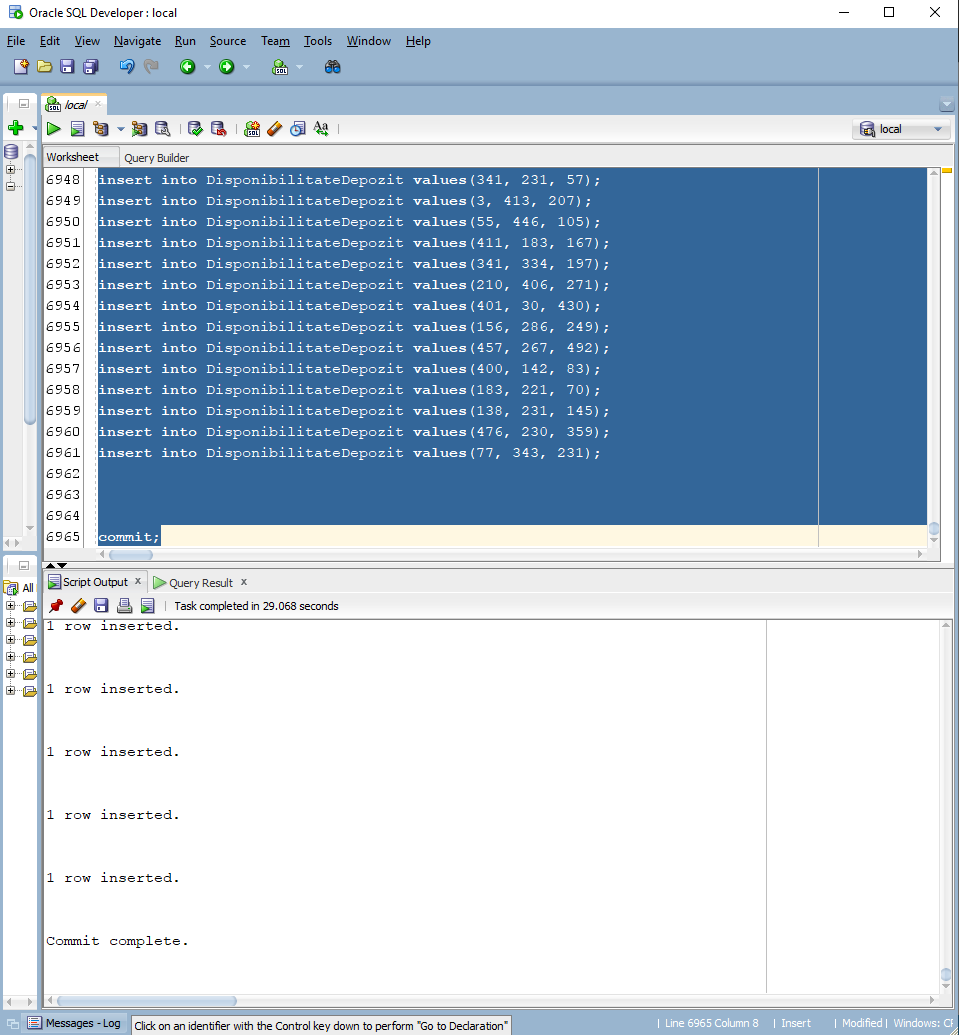 Oracle SQL Developer : local
File Edit View Navigate Run Source Team Tools Window Help
local
local
Worksheet Query Builder
6948 insert into DisponibilitateDepozit values(341, 231, 57);
6949 insert into DisponibilitateDepozit values(3, 413, 207);
6950 insert into DisponibilitateDepozit values(55, 446, 105);
6951 insert into DisponibilitateDepozit values(411, 183, 167);
6952 insert into DisponibilitateDepozit values(341, 334, 197);
6953 insert into DisponibilitateDepozit values(210, 406, 271);
6954 insert into DisponibilitateDepozit values(401, 30, 430);
6955 insert into DisponibilitateDepozit values(156, 286, 249);
6956 insert into DisponibilitateDepozit values(457, 267, 492);
6957 insert into DisponibilitateDepozit values(400, 142, 83);
6958 insert into DisponibilitateDepozit values(183, 221, 70);
6959 insert into DisponibilitateDepozit values(138, 231, 145);
6960 insert into DisponibilitateDepozit values(476, 230, 359);
6961 insert into DisponibilitateDepozit values(77, 343, 231);
6962
6963
6964
6965 commit;
Script Output x Query Result x
All
Task completed in 29.068 seconds
1 row inserted.
1 row inserted.
1 row inserted.
1 row inserted.
1 row inserted.
Commit complete.
Messages - Log Click on an identifier with the Control key down to perform "Go to Declaration" | Line 6965 Column 8 | Insert | Modified | Windows: CI